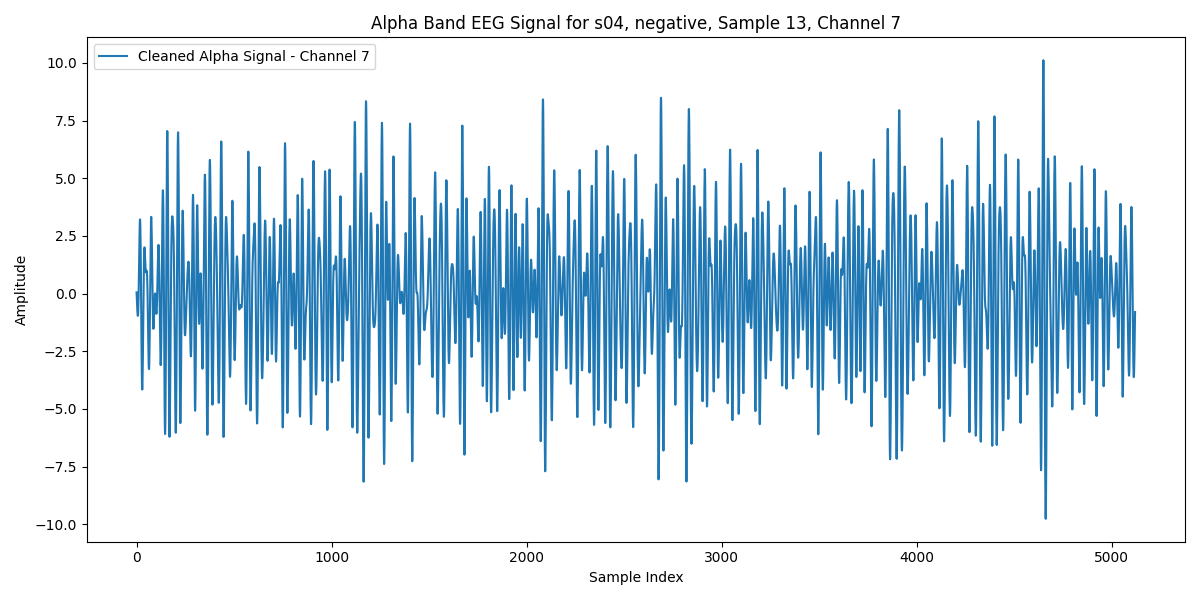 Alpha Band EEG Signal for s04, negative, Sample 13, Channel 7
Cleaned Alpha Signal - Channel 7
10.0
7.5
5.0
2.5
0.0
−2.5
−5.0
−7.5
−10.0
Amplitude
0 1000 2000 3000 4000 5000
Sample Index